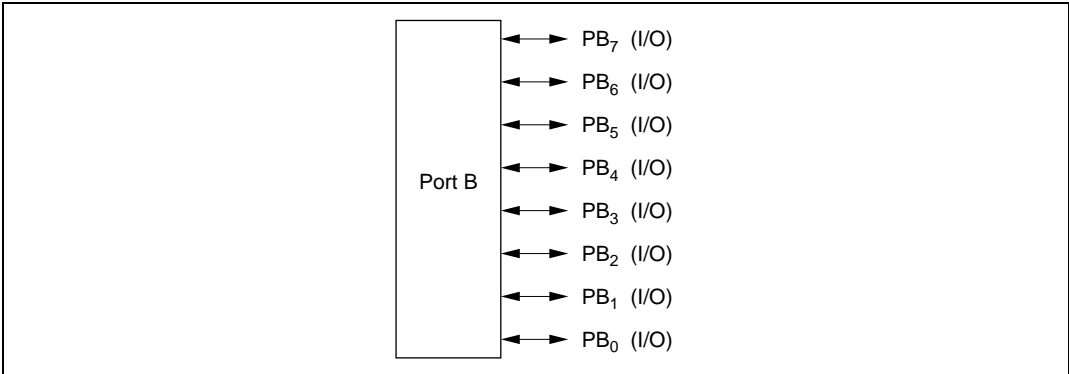 PB7 (I/O)
PB6 (I/O)
PB5 (I/O)
PB4 (I/O)
Port B
PB3 (I/O)
PB2 (I/O)
PB1 (I/O)
PB0 (I/O)